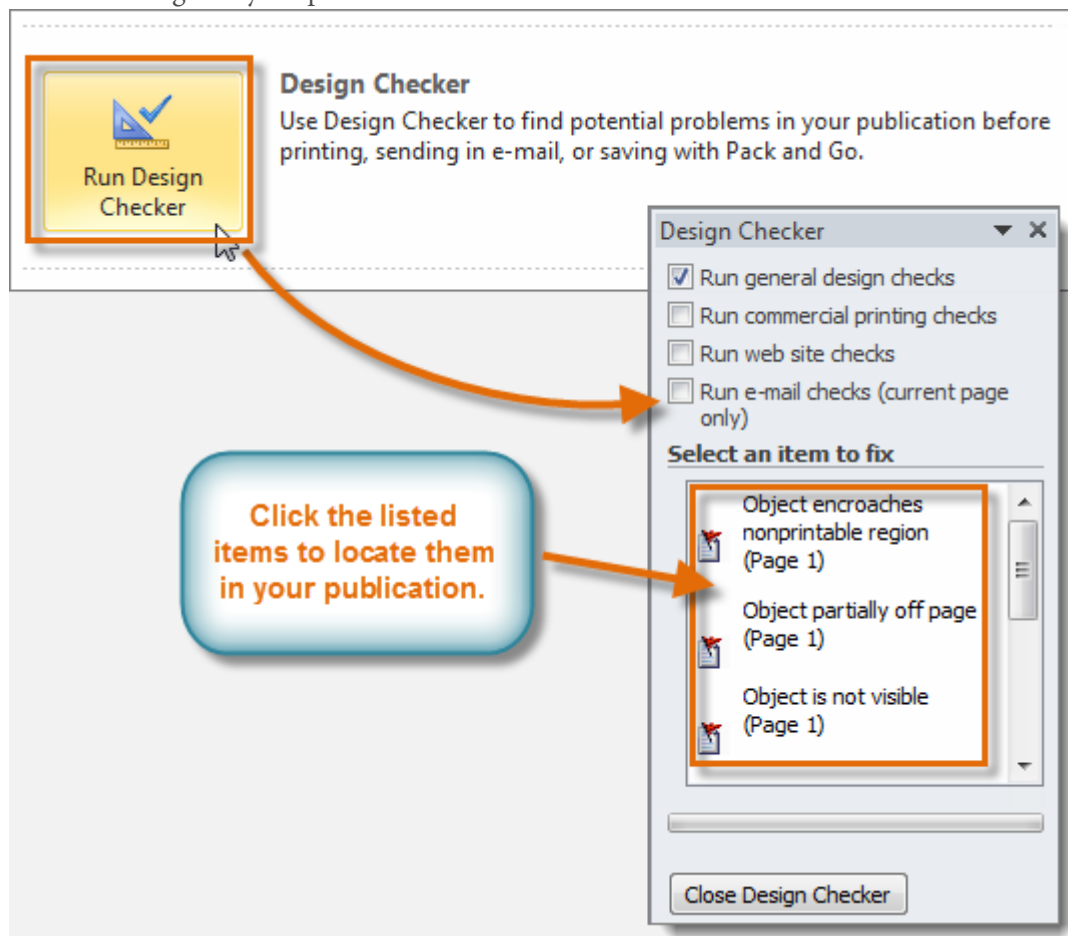 Design Checker
Use Design Checker to find potential problems in your publication before
printing, sending in e-mail, or saving with Pack and Go.
Run Design
Checker
Design Checker
Run general design checks
Run commercial printing checks
Run web site checks
Run e-mail checks (current page
only)
Select an item to fix
Object encroaches
nonprintable region
(Page 1)
Object partially off page
(Page 1)
Object is not visible
(Page 1)
Click the listed
items to locate them
in your publication.
Close Design Checker